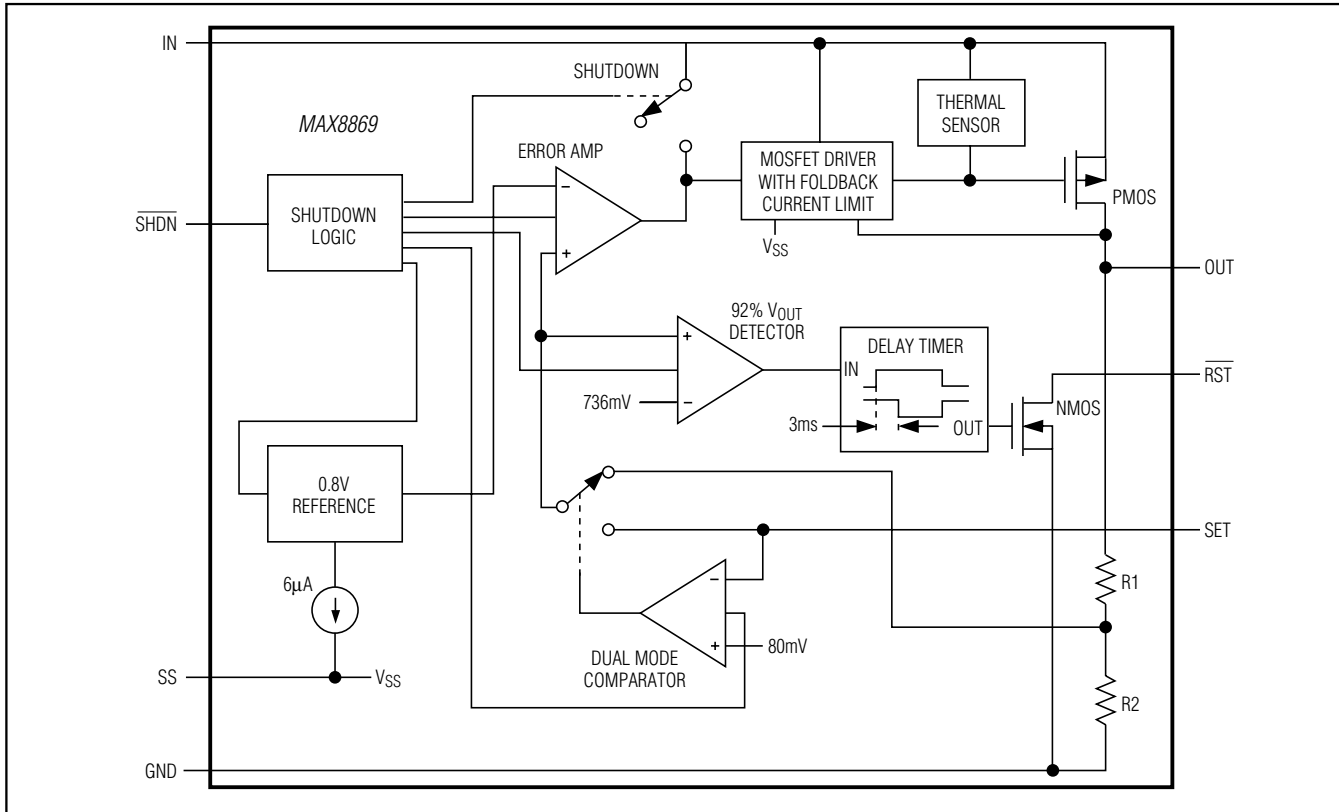 IN
SHUTDOWN
THERMAL
SENSOR
MAX8869
ERROR AMP
MOSFET DRIVER
WITH FOLDBACK
CURRENT LIMIT
PMOS
SHDN
SHUTDOWN
LOGIC
−
+
VSS
OUT
92% VOUT
DETECTOR
DELAY TIMER
+
IN
RST
736mV
−
NMOS
3ms
OUT
0.8V
REFERENCE
SET
6µA
−
R1
+
80mV
DUAL MODE
COMPARATOR
SS
VSS
R2
GND